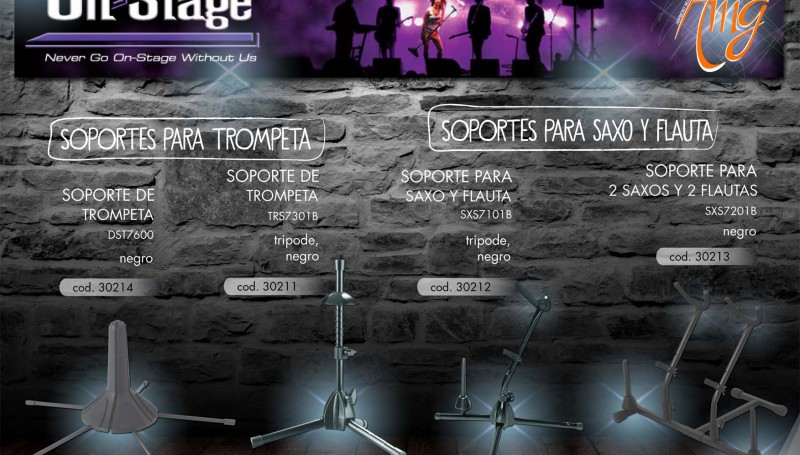 On-Stage
Never Go On-Stage Without Us
SOPORTES PARA TROMPETA
SOPORTE DE
TROMPETA
DST7600
negro
cod. 30214
SOPORTE DE
TROMPETA
TRS7301B
tripode,
negro
cod. 30211
SOPORTES PARA SAXO Y FLAUTA
SOPORTE PARA
SAXO Y FLAUTA
SXS7101B
tripode,
negro
cod. 30212
SOPORTE PARA
2 SAXOS Y 2 FLAUTAS
SXS7201B
negro
cod. 30213